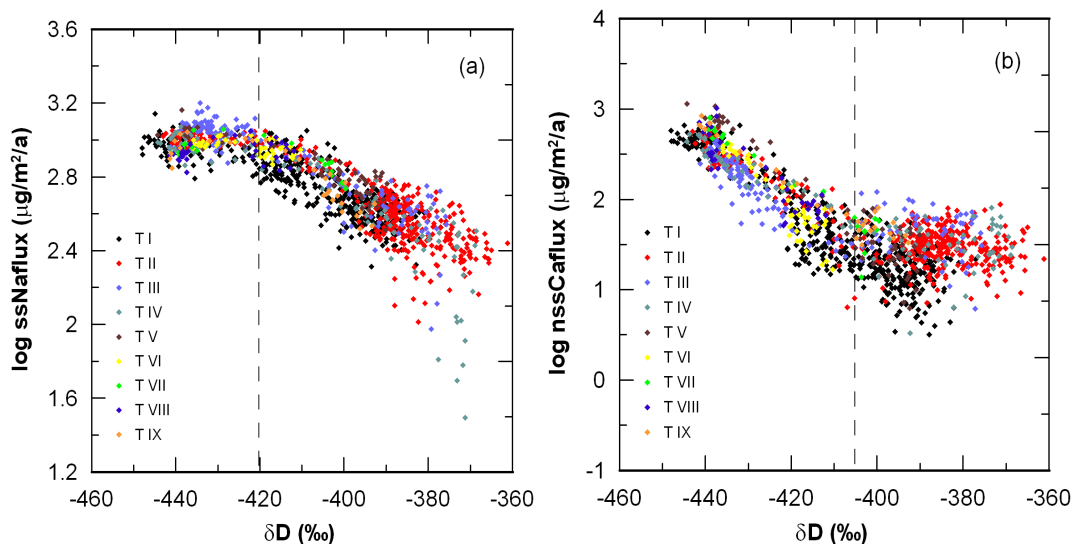 3.6
3.2
2.8
2.4
2
1.6
1.2
log ssNaflux (µg/m²/a)
(a)
T I
T II
T III
T IV
T V
T VI
T VII
T VIII
T IX
-460
-440
-420
-400
-380
-360
δD (‰)
4
3
2
1
0
-1
log nssCaflux (µg/m²/a)
(b)
T I
T II
T III
T IV
T V
T VI
T VII
T VIII
T IX
-460
-440
-420
-400
-380
-360
δD (‰)